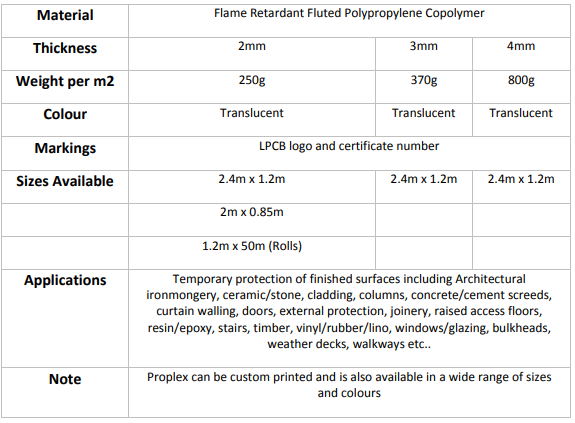 Material Flame Retardant Fluted Polypropylene Copolymer
Thickness 2mm 3mm 4mm
Weight per m2 250g 370g 800g
Colour Translucent Translucent Translucent
Markings LPCB logo and certificate number
Sizes Available 2.4m x 1.2m 2.4m x 1.2m 2.4m x 1.2m
2m x 0.85m
1.2m x 50m (Rolls)
Applications Temporary protection of finished surfaces including Architectural
ironmongery, ceramic/stone, cladding, columns, concrete/cement screeds,
curtain walling, doors, external protection, joinery, raised access floors,
resin/epoxy, stairs, timber, vinyl/rubber/lino, windows/glazing, bulkheads,
weather decks, walkways etc..
Note Proplex can be custom printed and is also available in a wide range of sizes
and colours